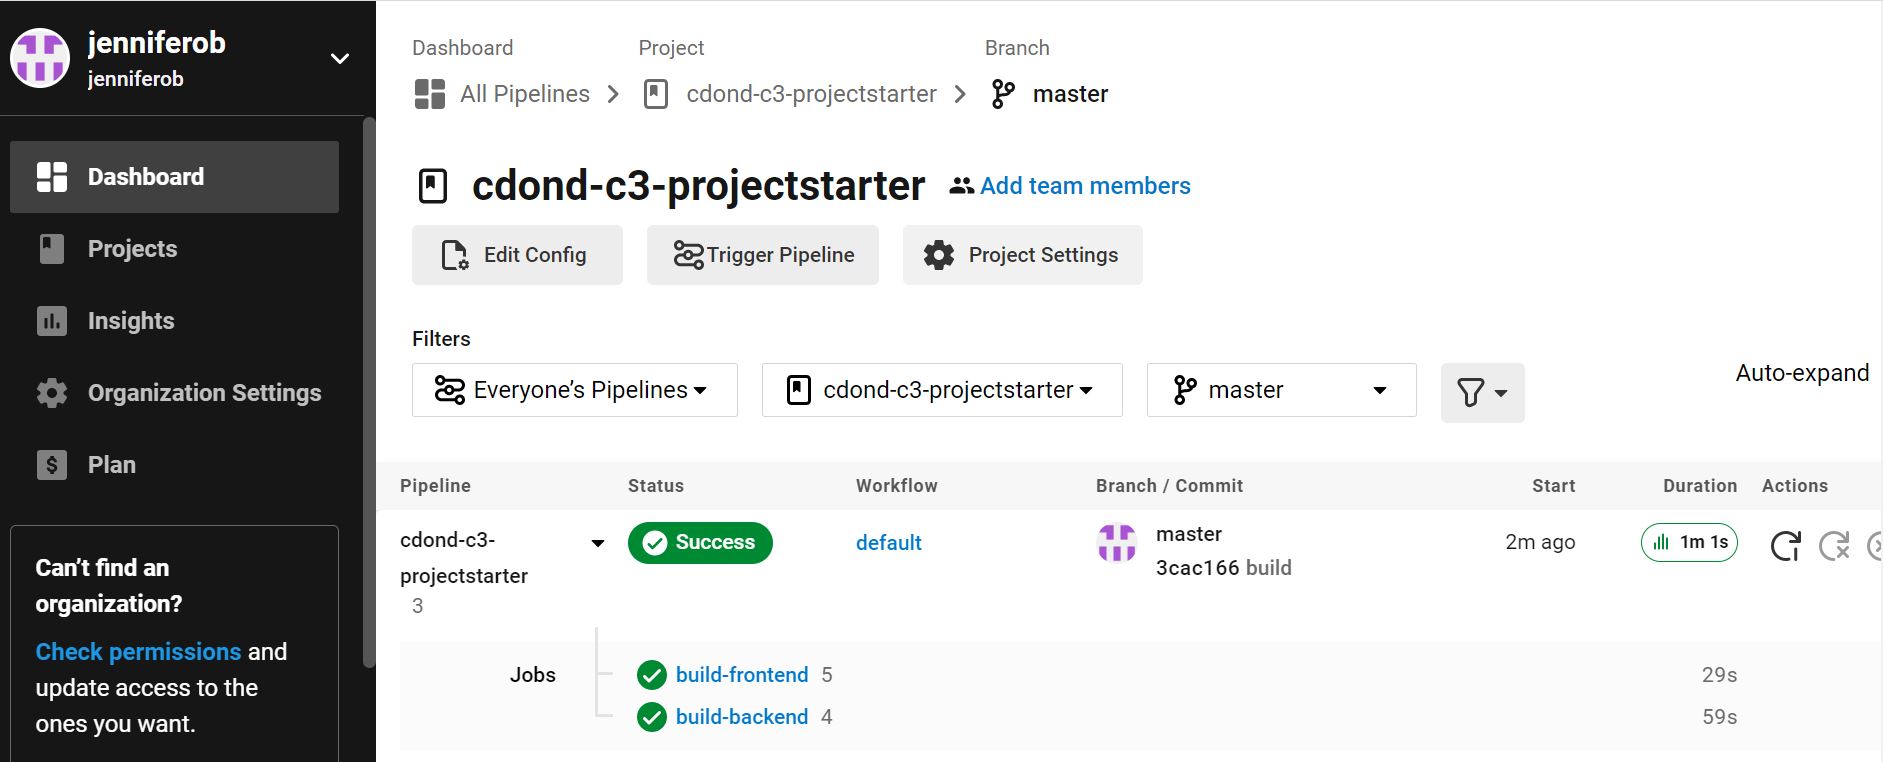 jenniferob
jenniferob
Dashboard
Projects
Insights
Organization Settings
Plan
Can’t find an
organization?
Check permissions and
update access to the
ones you want.
Dashboard Project Branch
All Pipelines cdond-c3-projectstarter master
cdond-c3-projectstarter Add team members
Edit Config Trigger Pipeline Project Settings
Filters
Everyone’s Pipelines cdond-c3-projectstarter master Auto-expand
Pipeline Status Workflow Branch / Commit Start Duration Actions
cdond-c3-
projectstarter
3
Success default master 2m ago 1m 1s
3cac166 build
Jobs build-frontend 5 29s
build-backend 4 59s